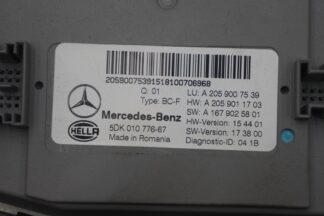 20590075391518100706968
Q: 01
LU: A 205 900 75 39
Type: BC-F
HW: A 205 901 17 03
SW: A 167 902 58 01
Mercedes-Benz
HW-Version: 15 44 01
HELLA
5DK 010 776-67
SW-Version: 17 38 00
Made in Romania
Diagnostic-ID: 04 1B